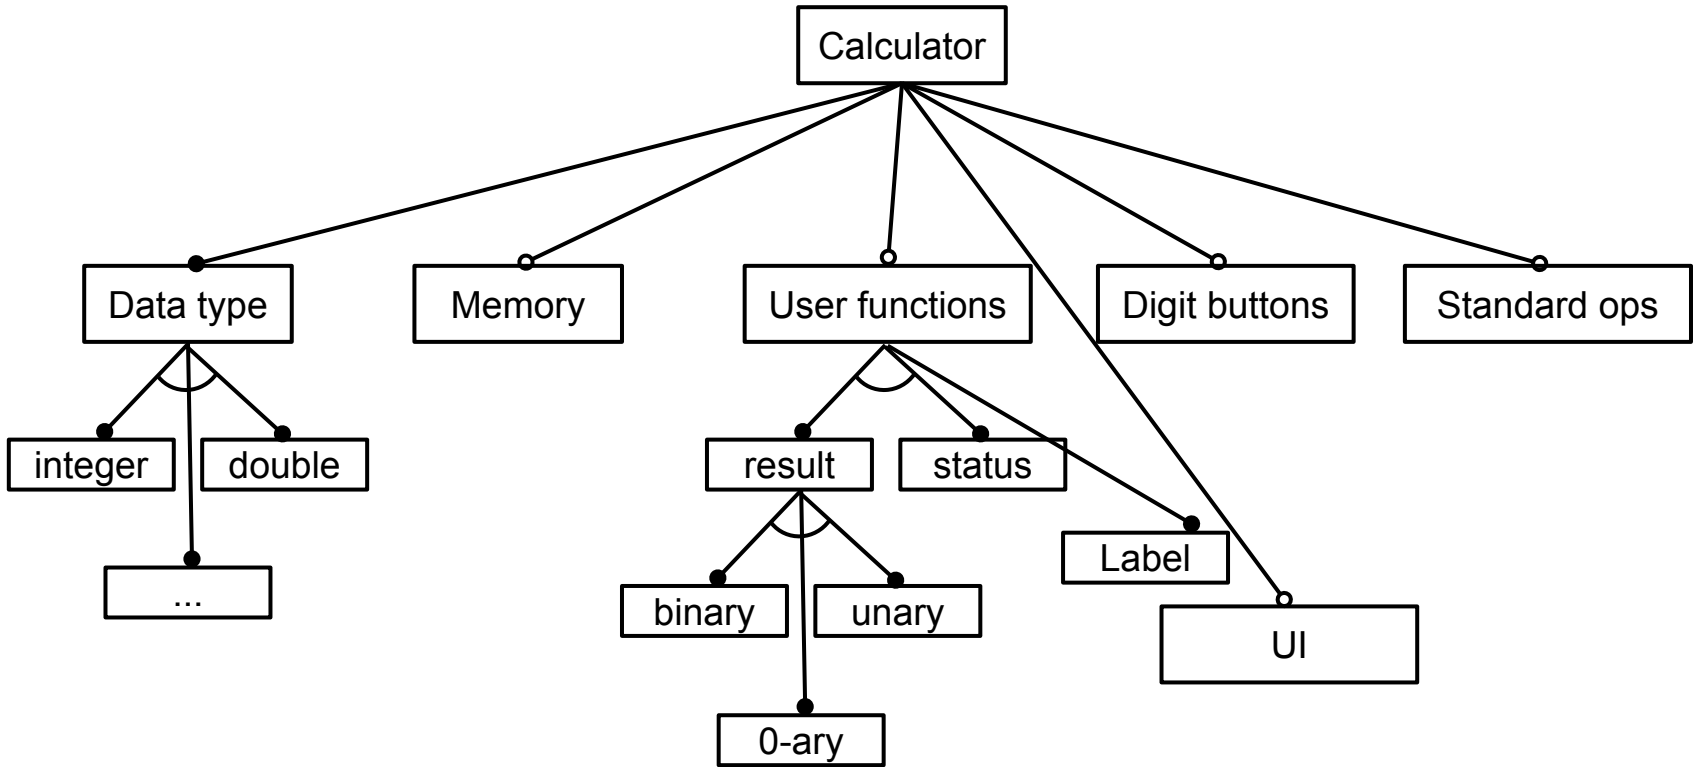 Calculator
Data type
Memory
User functions
Digit buttons
Standard ops
integer
double
result
status
...
binary
unary
Label
UI
0-ary